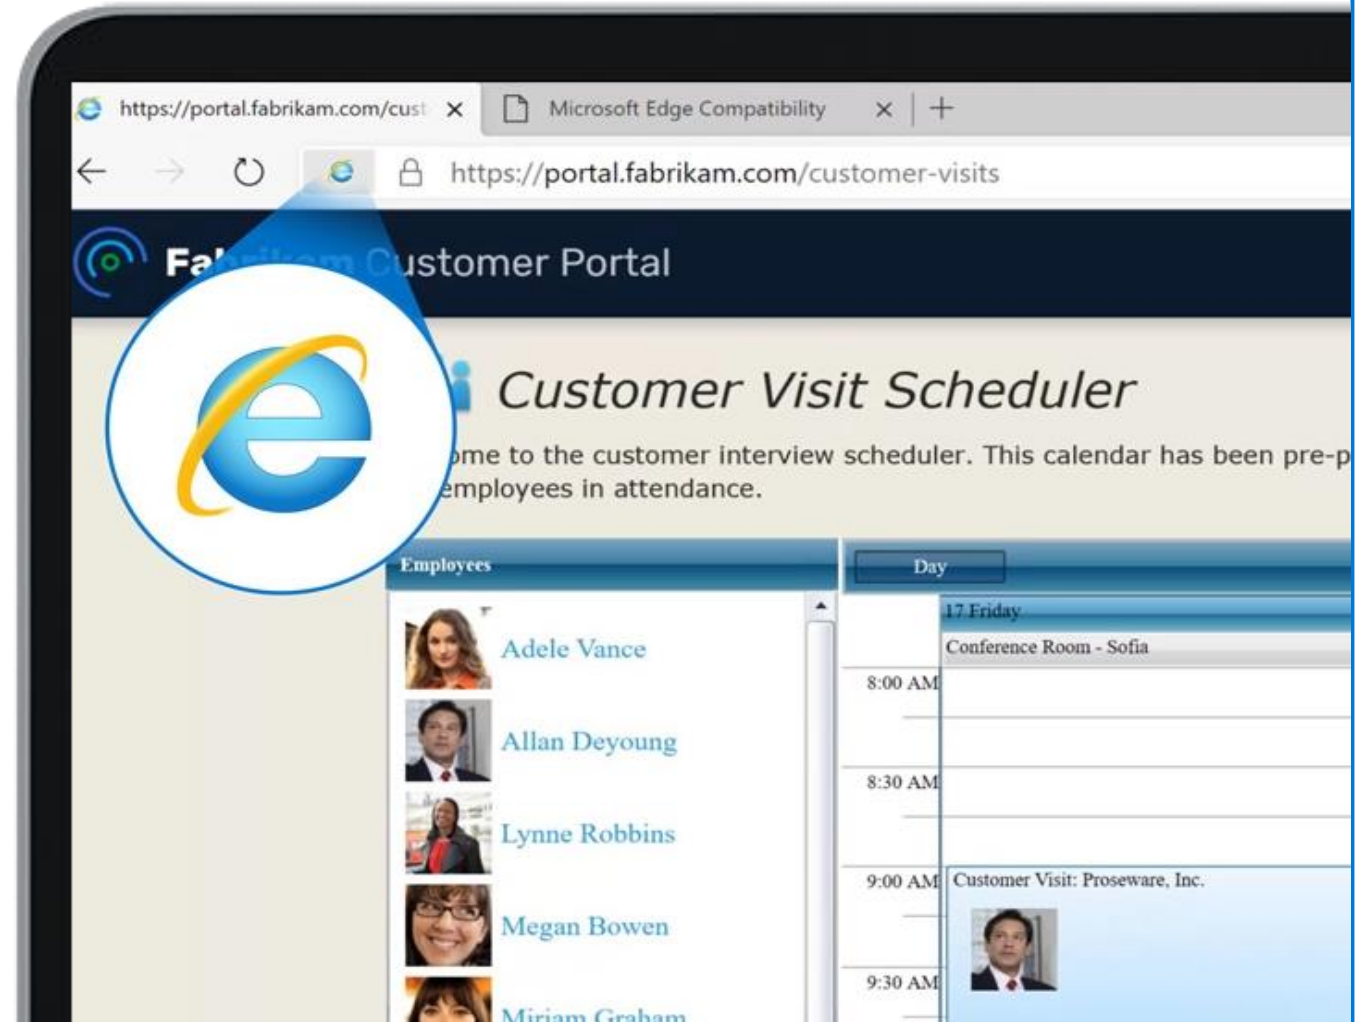 https://portal.fabrikam.com/cust
Microsoft Edge Compatibility
https://portal.fabrikam.com/customer-visits
Customer Portal
Customer Visit Scheduler
to the customer interview scheduler. This calendar has been
employees in attendance.
Employees
Day
17 Friday
Conference Room - Sofia
Adele Vance
8:00 AM
Allan Deyoung
8:30 AM
Lynne Robbins
9:00 AM
Customer Visit: Proseware, Inc.
Megan Bowen
9:30 AM
Miriam Graham